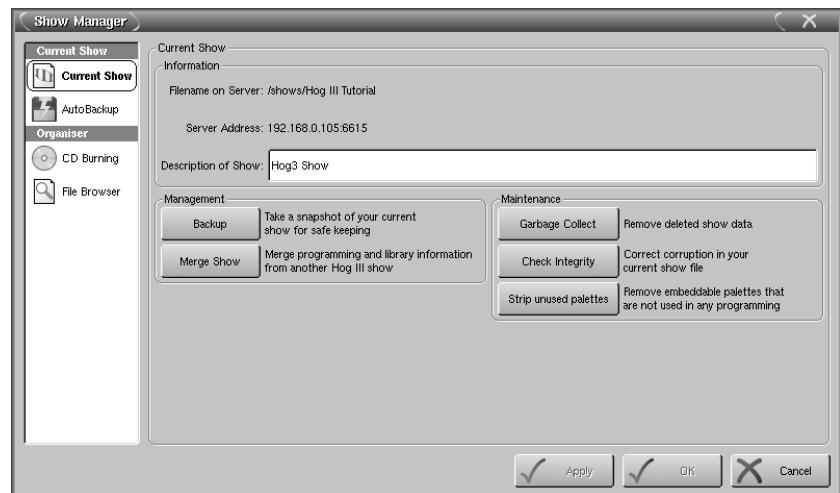 Show Manager
Current Show
Current Show
AutoBackup
Organiser
CD Burning
File Browser
Current Show
Information
Filename on Server: /shows/Hog III Tutorial
Server Address: 192.168.0.105:6615
Description of Show: Hog3 Show
Management
Backup
Take a snapshot of your current
show for safe keeping
Merge Show
Merge programming and library information
from another Hog III show
Maintenance
Garbage Collect
Remove deleted show data
Check Integrity
Correct corruption in your
current show file
Strip unused palettes
Remove embeddable palettes that
are not used in any programming
Apply
OK
Cancel